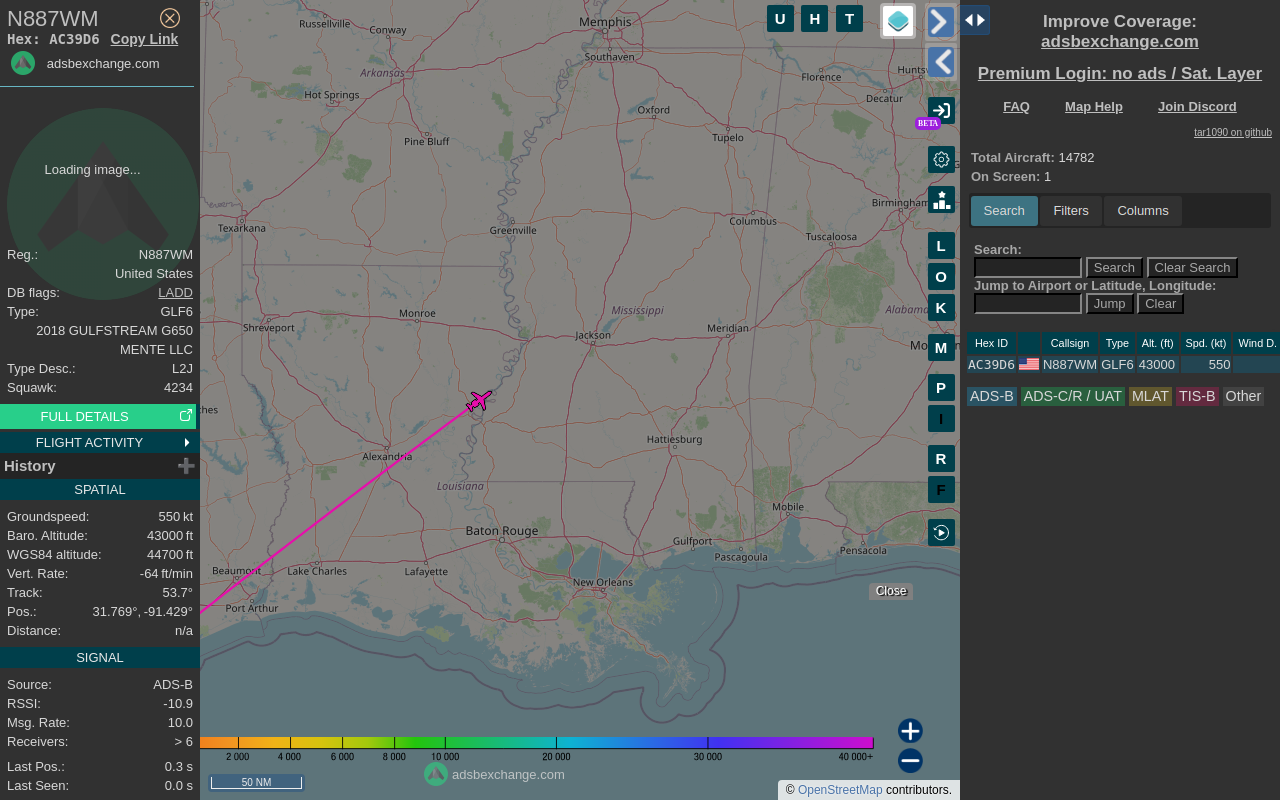 N887WM
Hex: AC39D6 Copy Link
adsbexchange.com
Loading image...
Reg.: N887WM
United States
DB flags: LADD
Type: GLF6
2018 GULFSTREAM G650
MENTE LLC
Type Desc.: L2J
Squawk: 4234
FULL DETAILS
FLIGHT ACTIVITY
History
SPATIAL
Groundspeed: 550 kt
Baro. Altitude: 43000 ft
WGS84 altitude: 44700 ft
Vert. Rate: -64 ft/min
Track: 53.7°
Pos.: 31.769°, -91.429°
Distance: n/a
SIGNAL
Source: ADS-B
RSSI: -10.9
Msg. Rate: 10.0
Receivers: > 6
Last Pos.: 0.3 s
Last Seen: 0.0 s
Memphis
Russellville
Conway
Southaven
Arkansas
Florence
Hot Springs
Decatur
Oxford
Pine Bluff
Tupelo
Birmingham
Texarkana
Greenville
Columbus
Tuscaloosa
Mississippi
Alabama
Shreveport
Monroe
Jackson
Meridian
ches
Hattiesburg
Alexandria
Louisiana
Mobile
Baton Rouge
Gulfport
Pascagoula
Pensacola
Beaumont
Lake Charles
Lafayette
New Orleans
Port Arthur
U H T
BETA
L
O
K
M
P
I
R
F
Close
2 000 4 000 6 000 8 000 10 000 20 000 30 000 40 000+
50 NM
adsbexchange.com
© OpenStreetMap contributors.
Improve Coverage:
adsbexchange.com
Premium Login: no ads / Sat. Layer
FAQ Map Help Join Discord
tar1090 on github
Total Aircraft: 14782
On Screen: 1
Search Filters Columns
Search:
Search Clear Search
Jump to Airport or Latitude, Longitude:
Jump Clear
Hex ID Callsign Type Alt. (ft) Spd. (kt) Wind D.
AC39D6 N887WM GLF6 43000 550
ADS-B ADS-C/R / UAT MLAT TIS-B Other